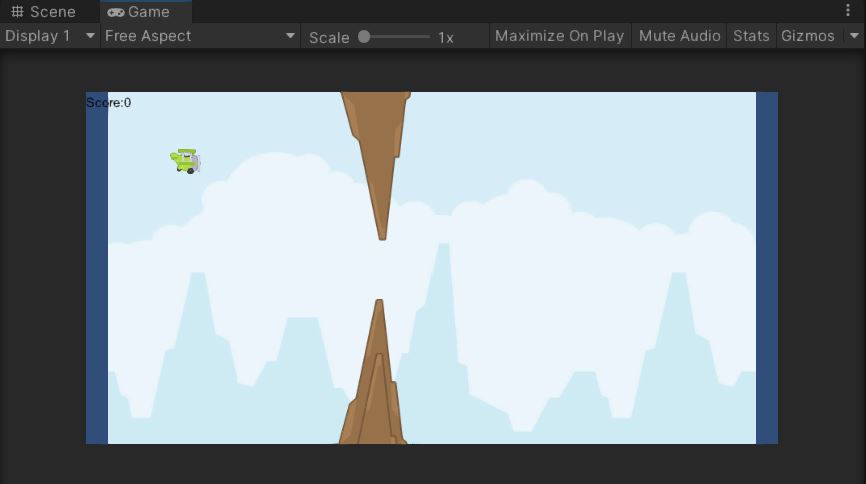 Scene Game
Display 1 Free Aspect Scale 1x Maximize On Play Mute Audio Stats Gizmos
Score:0